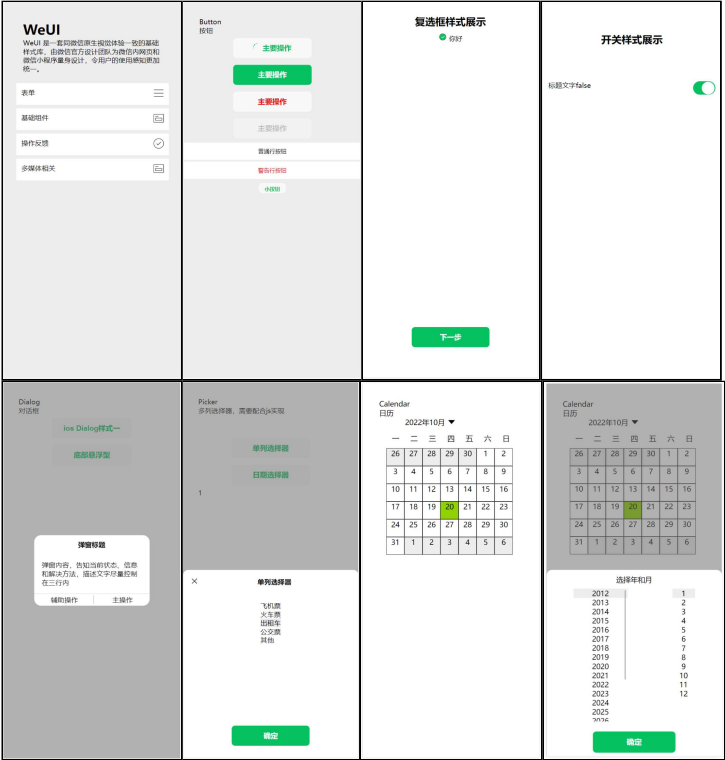 WeUI
WeUI 是一套同微信原生视觉体验一致的基础
样式库，由微信官方设计团队为微信内网页和
微信小程序量身设计，令用户的使用感知更加
统一。
表单
基础组件
操作反馈
多媒体相关
Button
按钮
主要操作
主要操作
主要操作
主要操作
普通行按钮
警告行按钮
小按钮
复选框样式展示
你好
下一步
开关样式展示
标题文字false
Dialog
对话框
ios Dialog样式一
底部悬浮型
弹窗标题
弹窗内容，告知当前状态、信息
和解决方法，描述文字尽量控制
在三行内
辅助操作 主操作
Picker
多列选择器，需要配合js实现
单列选择器
日期选择器
1
× 单列选择器
飞机票
火车票
出租车
公交票
其他
确定
Calendar
日历
2022年10月 ▼
一 二 三 四 五 六 日
26 27 28 29 30 1 2
3 4 5 6 7 8 9
10 11 12 13 14 15 16
17 18 19 20 21 22 23
24 25 26 27 28 29 30
31 1 2 3 4 5 6
Calendar
日历
2022年10月 ▼
一 二 三 四 五 六 日
26 27 28 29 30 1 2
3 4 5 6 7 8 9
10 11 12 13 14 15 16
17 18 19 20 21 22 23
24 25 26 27 28 29 30
31 1 2 3 4 5 6
选择年和月
2012 1
2013 2
2014 3
2015 4
2016 5
2017 6
2018 7
2019 8
2020 9
2021 10
2022 11
2023 12
2024
2025
2026
确定